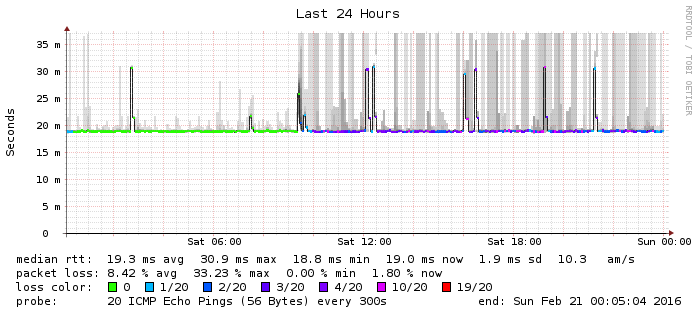 Last 24 Hours
RRDTOOL / TOBI OETIKER
Seconds
35 m
30 m
25 m
20 m
15 m
10 m
5 m
0
Sat 06:00 Sat 12:00 Sat 18:00 Sun 00:00
median rtt: 19.3 ms avg 30.9 ms max 18.8 ms min 19.0 ms now 1.9 ms sd 10.3 am/s
packet loss: 8.42 % avg 33.23 % max 0.00 % min 1.80 % now
loss color: 0 1/20 2/20 3/20 4/20 10/20 19/20
probe: 20 ICMP Echo Pings (56 Bytes) every 300s end: Sun Feb 21 00:05:04 2016